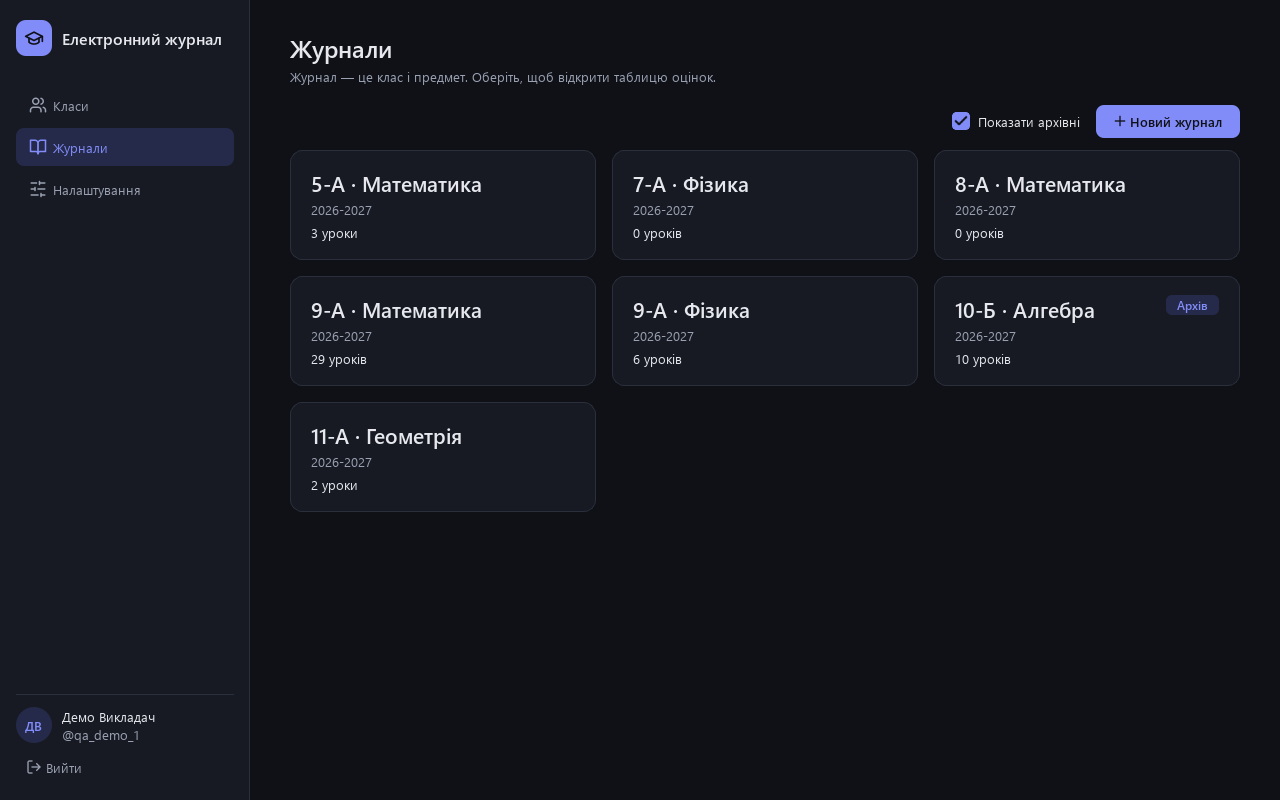 Електронний журнал
Класи
Журнали
Налаштування
Демо Викладач
ДВ
@qa_demo_1
Вийти
Журнали
Журнал — це клас і предмет. Оберіть, щоб відкрити таблицю оцінок.
Показати архівні
Новий журнал
5-А · Математика
2026-2027
3 уроки
7-А · Фізика
2026-2027
0 уроків
8-А · Математика
2026-2027
0 уроків
9-А · Математика
2026-2027
29 уроків
9-А · Фізика
2026-2027
6 уроків
10-Б · Алгебра
Архів
2026-2027
10 уроків
11-А · Геометрія
2026-2027
2 уроки